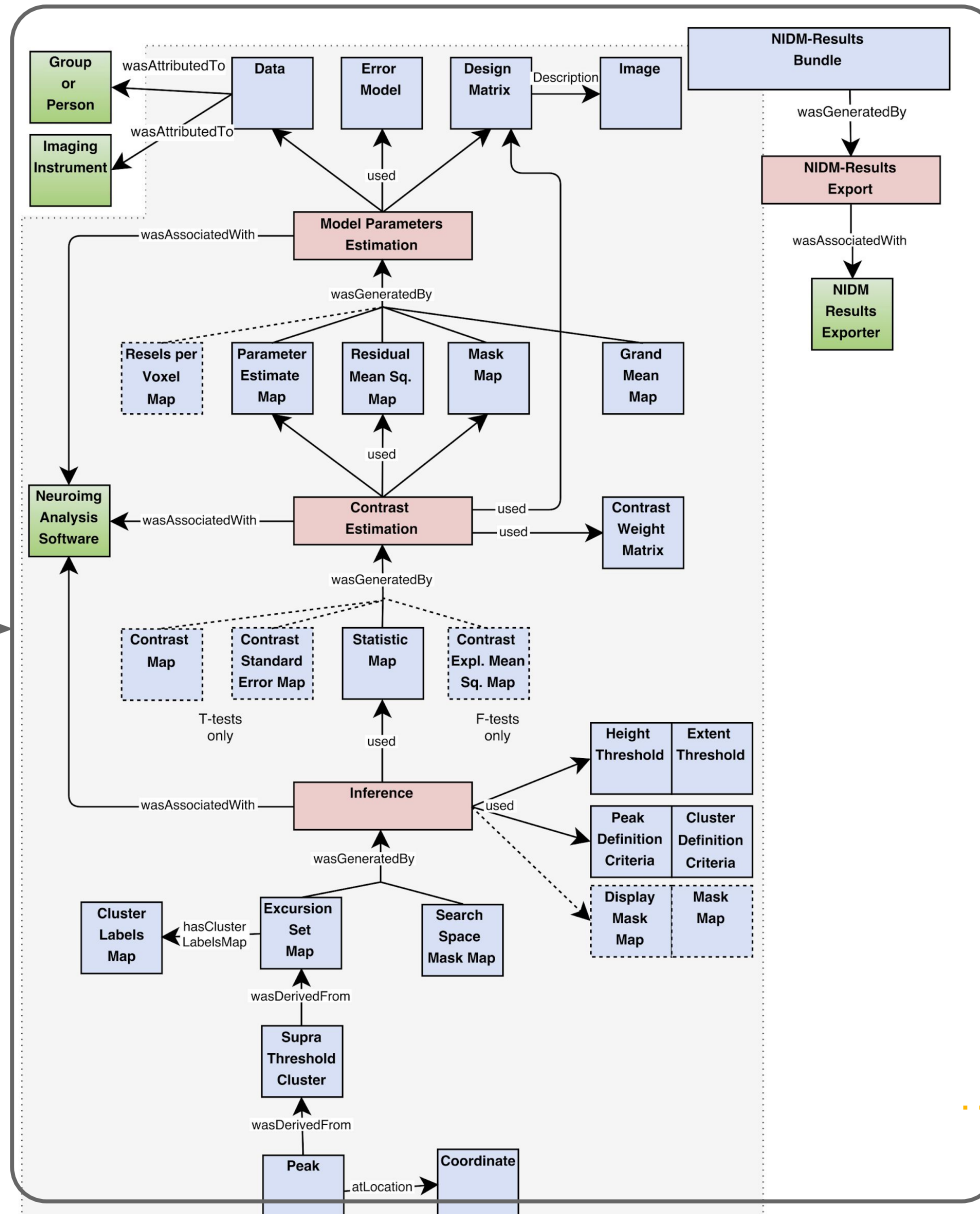 NIDM-Results
Bundle
Group
or
Person
wasAttributedTo
Data
Error
Model
Design
Matrix
Description
Image
wasGeneratedBy
wasAttributedTo
Imaging
Instrument
used
NIDM-Results
Export
Model Parameters
Estimation
wasAssociatedWith
wasAssociatedWith
wasGeneratedBy
NIDM
Results
Exporter
Resels per
Voxel
Map
Parameter
Estimate
Map
Residual
Mean Sq.
Map
Mask
Map
Grand
Mean
Map
used
Neuroimg
Analysis
Software
wasAssociatedWith
Contrast
Estimation
used
used
Contrast
Weight
Matrix
wasGeneratedBy
Contrast
Map
Contrast
Standard
Error Map
Statistic
Map
Contrast
Expl. Mean
Sq. Map
T-tests
only
F-tests
only
used
Height
Threshold
Extent
Threshold
wasAssociatedWith
Inference
used
Peak
Definition
Criteria
Cluster
Definition
Criteria
wasGeneratedBy
Display
Mask
Map
Mask
Map
Cluster
Labels
Map
hasCluster
LabelsMap
Excursion
Set
Map
Search
Space
Mask Map
wasDerivedFrom
Supra
Threshold
Cluster
wasDerivedFrom
Peak
atLocation
Coordinate